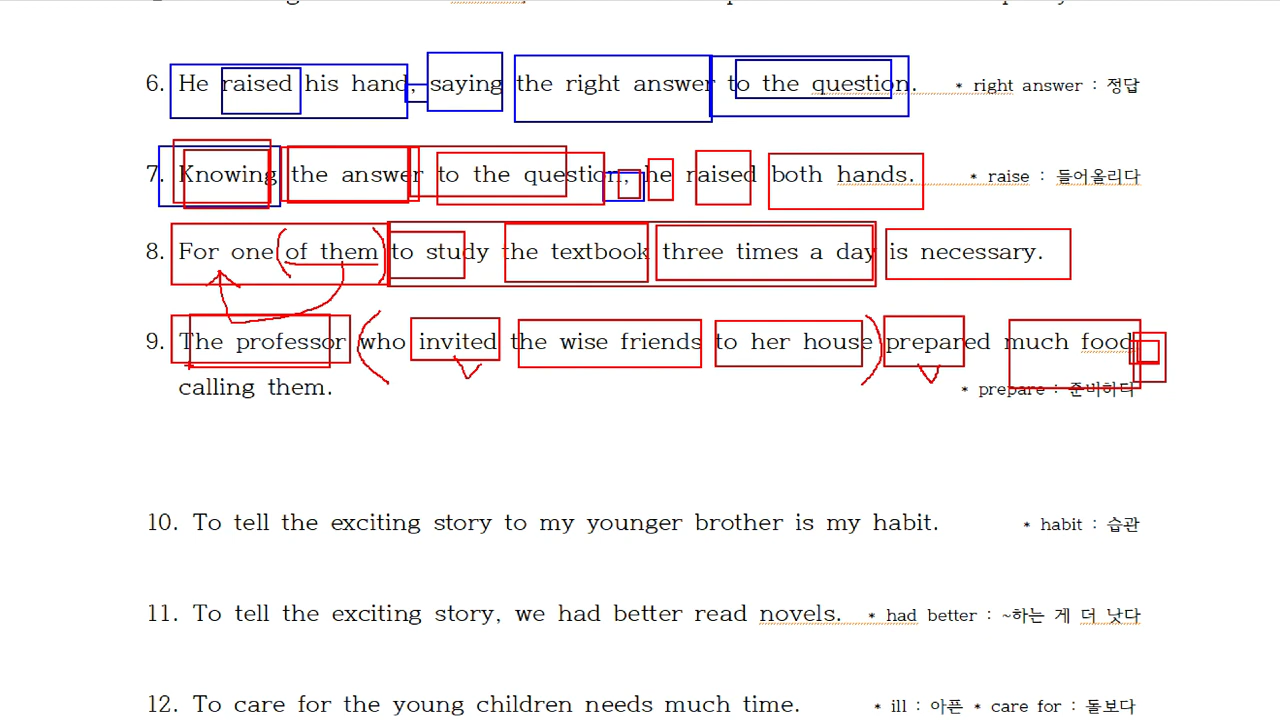 6. He raised his hand, saying the right answer to the question. * right answer : 정답
7. Knowing the answer to the question, he raised both hands. * raise : 들어올리다
8. For one of them to study the textbook three times a day is necessary.
9. The professor who invited the wise friends to her house prepared much food,
calling them. * prepare : 준비하다
10. To tell the exciting story to my younger brother is my habit. * habit : 습관
11. To tell the exciting story, we had better read novels. * had better : ~하는 게 더 낫다
12. To care for the young children needs much time. * ill : 아픈 * care for : 돌보다